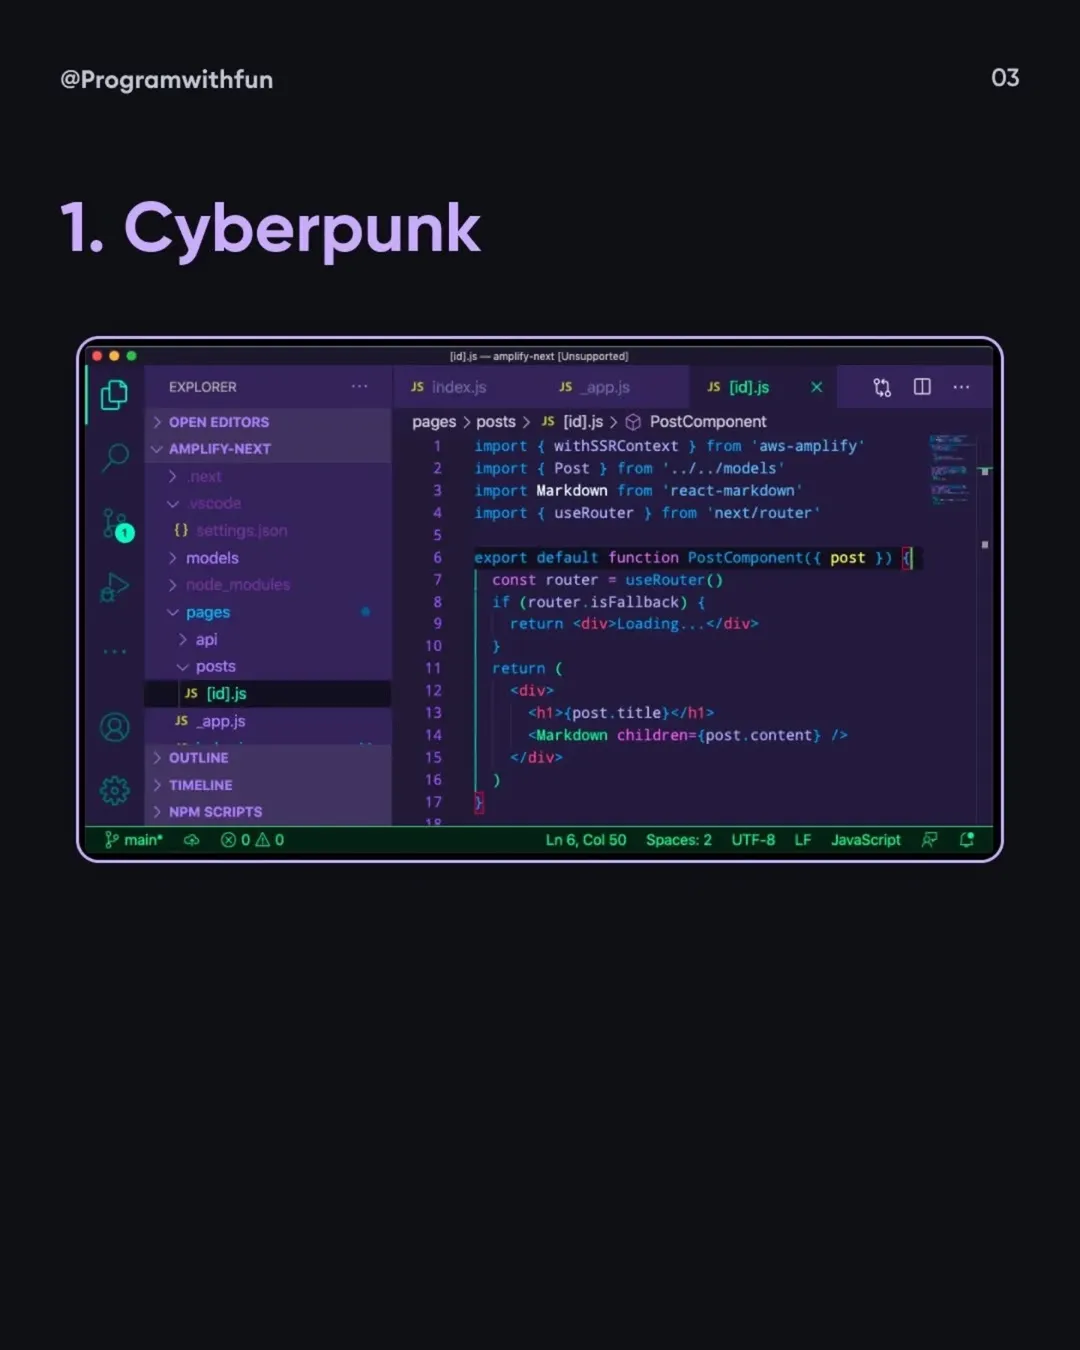 @Programwithfun
03
1. Cyberpunk
[id].js — amplify-next [Unsupported]
EXPLORER
JS index.js
JS _app.js
JS [id].js
OPEN EDITORS
AMPLIFY-NEXT
.next
.vscode
{} settings.json
models
node_modules
pages
api
posts
JS [id].js
JS _app.js
OUTLINE
TIMELINE
NPM SCRIPTS
pages > posts > JS [id].js > PostComponent
1 import { withSSRContext } from 'aws-amplify'
2 import { Post } from '../../models'
3 import Markdown from 'react-markdown'
4 import { useRouter } from 'next/router'
5
6 export default function PostComponent({ post }) {
7 const router = useRouter()
8 if (router.isFallback) {
9 return <div>Loading...</div>
10 }
11 return (
12 <div>
13 <h1>{post.title}</h1>
14 <Markdown children={post.content} />
15 </div>
16 )
17 }
18
1
main* 0 0 Ln 6, Col 50 Spaces: 2 UTF-8 LF JavaScript